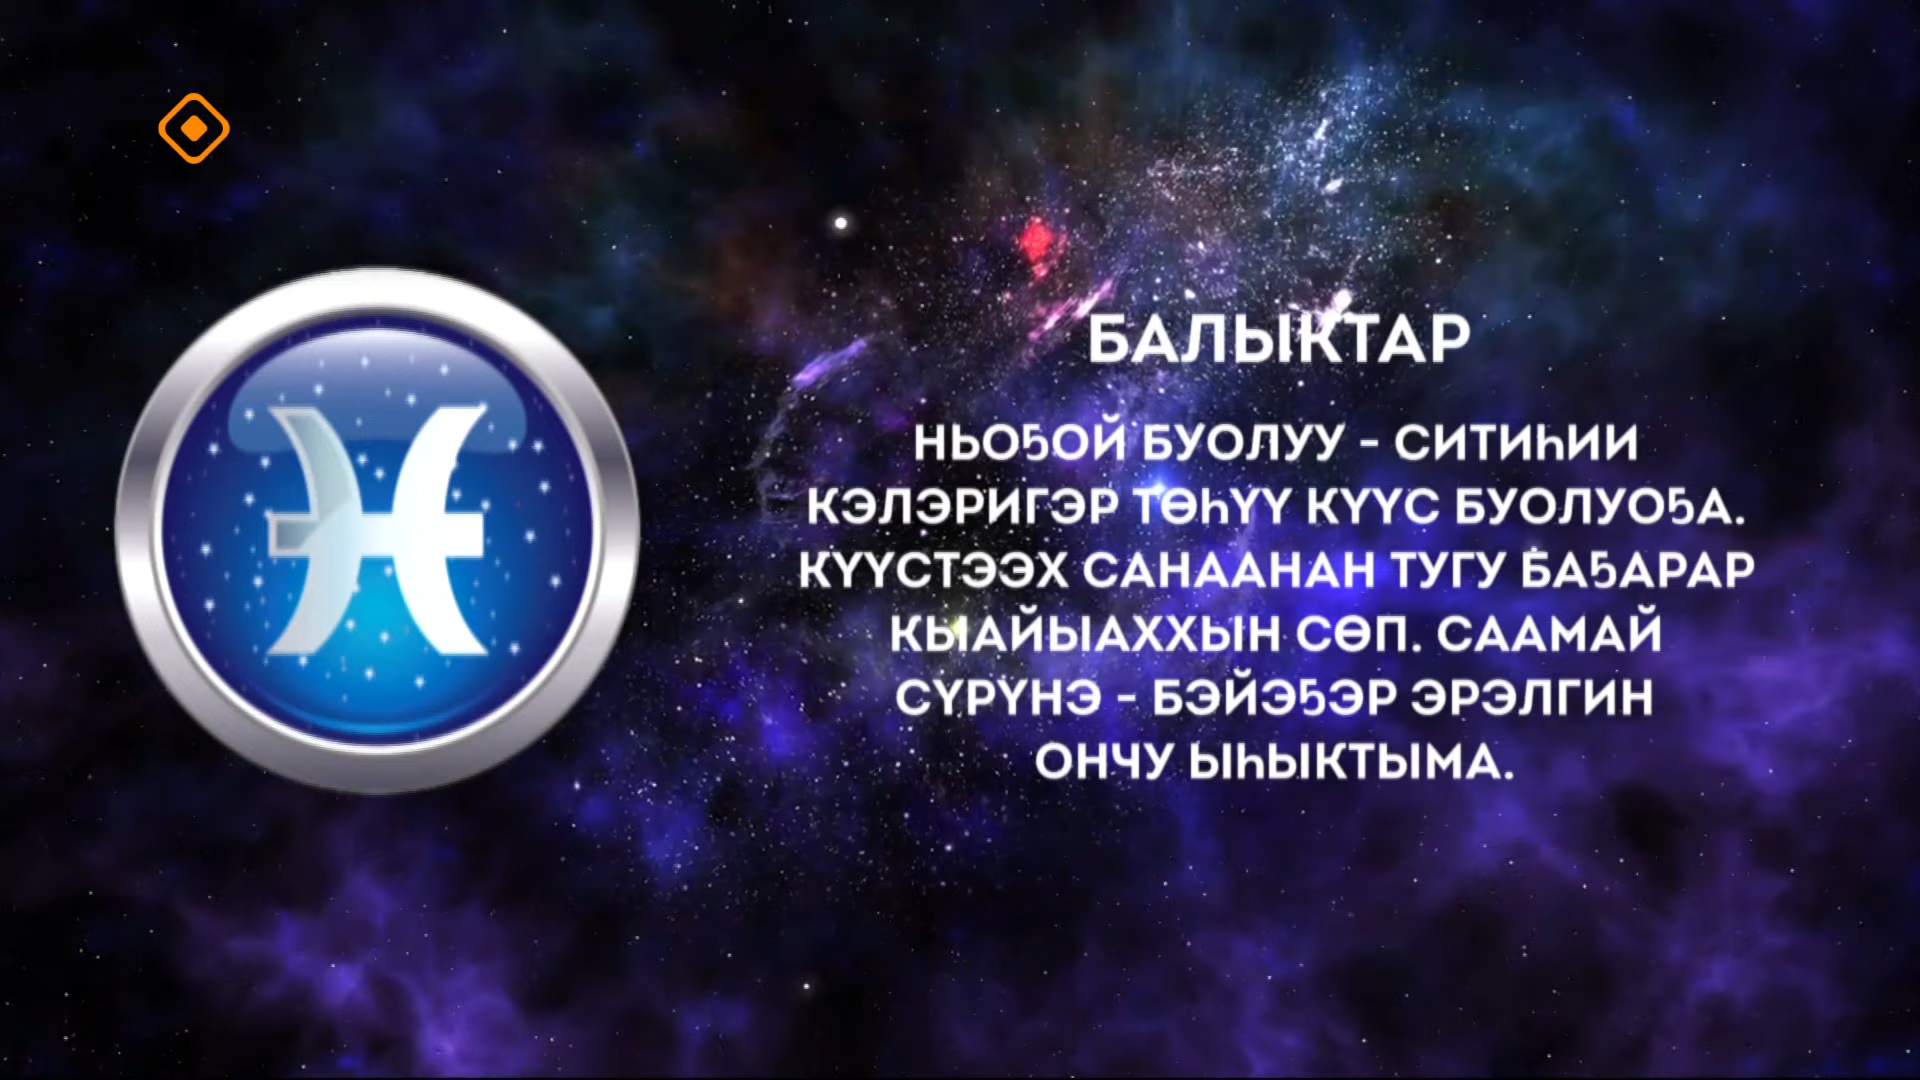 БАЛЫКТАР
НЬОҔОЙ БУОЛУУ - СИТИҺИИ
КЭЛЭРИГЭР ТӨҺҮҮ КҮҮС БУОЛУОҔА.
КҮҮСТЭЭХ САНААНАН ТУГУ БАҔАРАР
КЫАЙЫАХХЫН СӨП. СААМАЙ
СҮРҮНЭ - БЭЙЭҔЭР ЭРЭЛГИН
ОНЧУ ЫҺЫКТЫМА.